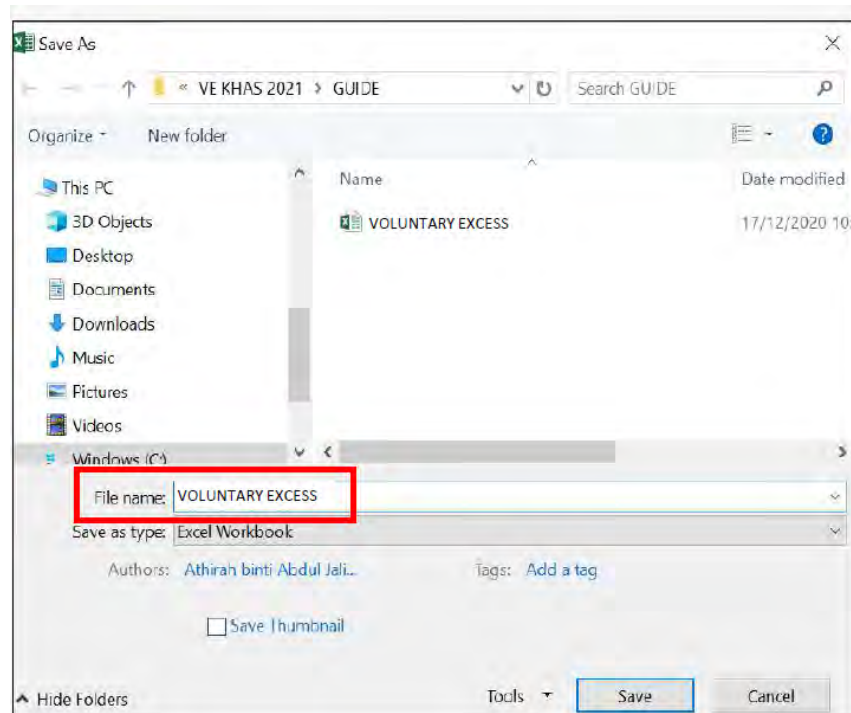 Save As
« VE KHAS 2021 > GUIDE Search GUIDE
Organize New folder
Name Date modified
This PC
3D Objects VOLUNTARY EXCESS 17/12/2020 10:
Desktop
Documents
Downloads
Music
Pictures
Videos
Windows (C:)
File name: VOLUNTARY EXCESS
Save as type: Excel Workbook
Authors: Athirah binti Abdul Jali... Tags: Add a tag
Save Thumbnail
Hide Folders Tools Save Cancel